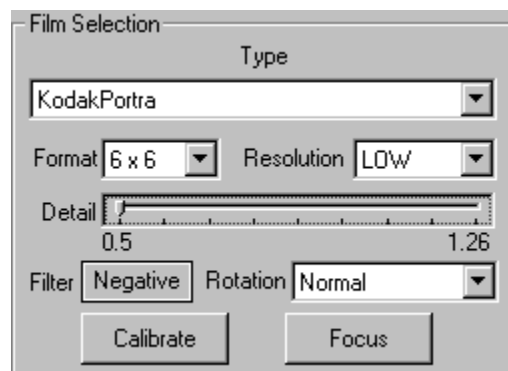 Film Selection
Type
KodakPortra
Format 6 x 6 Resolution LOW
Detail
0.5 1.26
Filter Negative Rotation Normal
Calibrate Focus